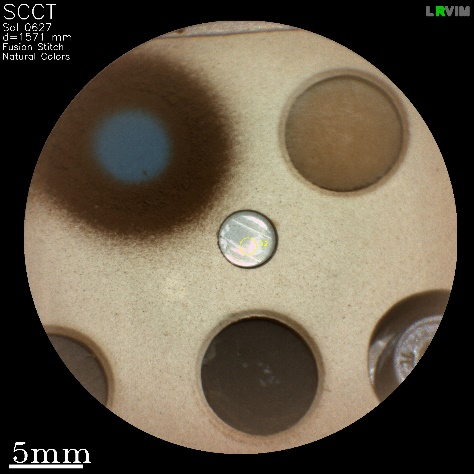 SCCT
Sol 0627
d=1571 mm
Fusion Stitch
Natural Colors
LRVIM
5mm